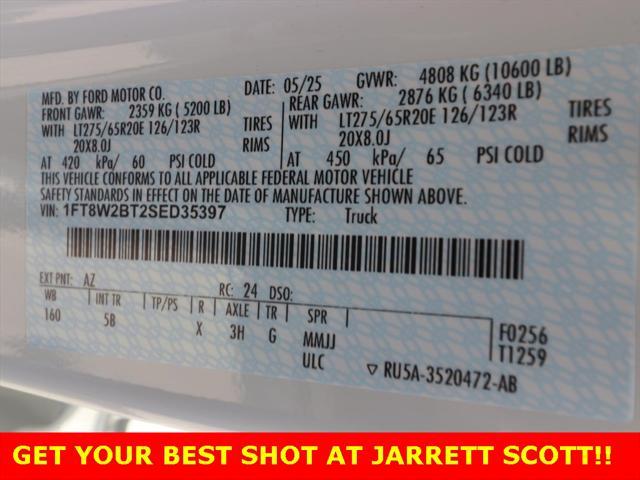 MFD. BY FORD MOTOR CO.
DATE: 05/25 GVWR: 4808 KG (10600 LB)
FRONT GAWR: 2359 KG ( 5200 LB)
REAR GAWR: 2876 KG ( 6340 LB)
WITH LT275/65R20E 126/123R TIRES
WITH LT275/65R20E 126/123R TIRES
20X8.0J RIMS
20X8.0J RIMS
AT 420 kPa/ 60 PSI COLD
AT 450 kPa/ 65 PSI COLD
THIS VEHICLE CONFORMS TO ALL APPLICABLE FEDERAL MOTOR VEHICLE
SAFETY STANDARDS IN EFFECT ON THE DATE OF MANUFACTURE SHOWN ABOVE.
VIN: 1FT8W2BT2SED35397 TYPE: Truck
EXT PNT: AZ RC: 24 DSO:
WB INT TR TP/PS R AXLE TR SPR
160 5B X 3H G MMJJ
ULC
F0256
T1259
RU5A-3520472-AB
GET YOUR BEST SHOT AT JARRETT SCOTT!!